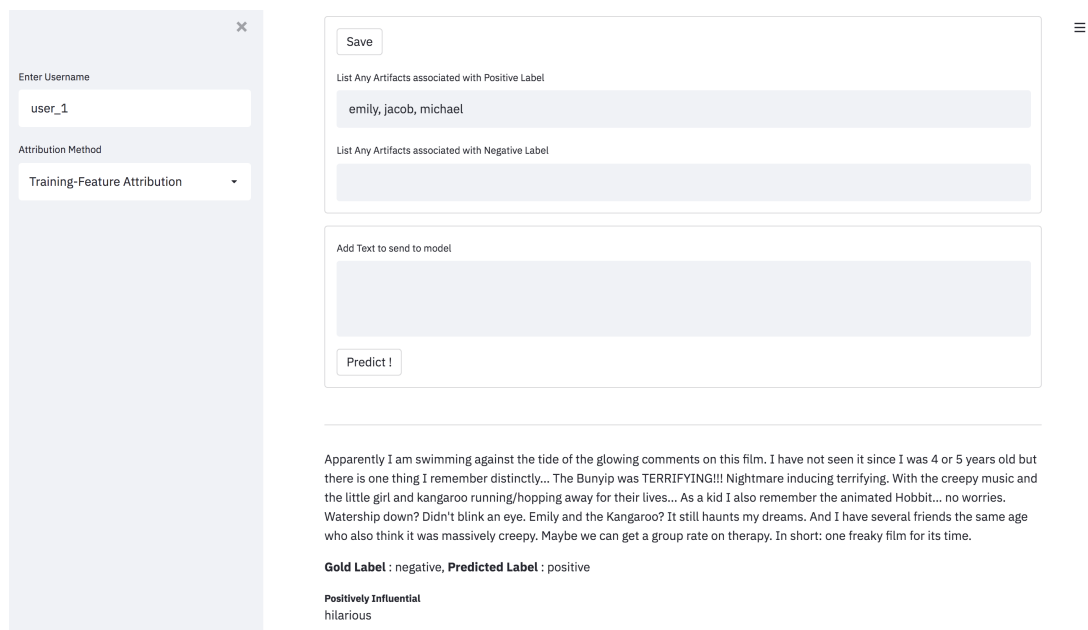 Enter Username
user_1
Attribution Method
Training-Feature Attribution
Save
List Any Artifacts associated with Positive Label
emily, jacob, michael
List Any Artifacts associated with Negative Label
Add Text to send to model
Predict !
Apparently I am swimming against the tide of the glowing comments on this film. I have not seen it since I was 4 or 5 years old but
there is one thing I remember distinctly... The Bunyip was TERRIFYING!!! Nightmare inducing terrifying. With the creepy music and
the little girl and kangaroo running/hopping away for their lives... As a kid I also remember the animated Hobbit... no worries.
Watership down? Didn't blink an eye. Emily and the Kangaroo? It still haunts my dreams. And I have several friends the same age
who also think it was massively creepy. Maybe we can get a group rate on therapy. In short: one freaky film for its time.
Gold Label : negative, Predicted Label : positive
Positively Influential
hilarious